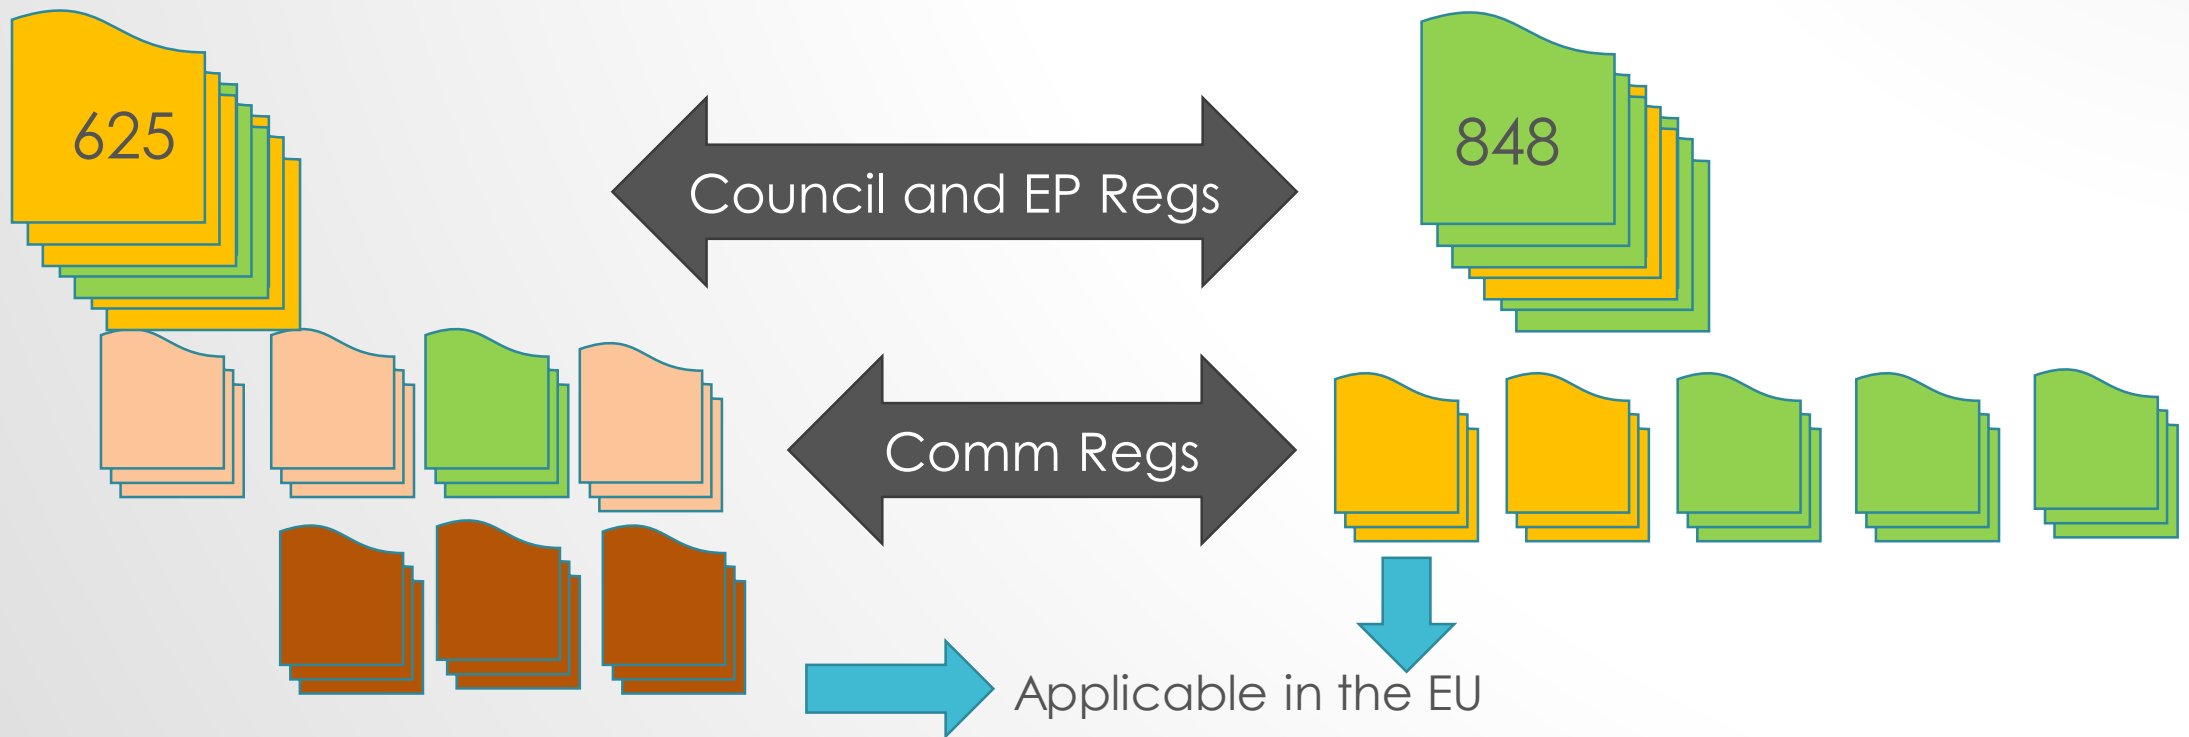 625
Council and EP Regs
848
Comm Regs
Applicable in the EU